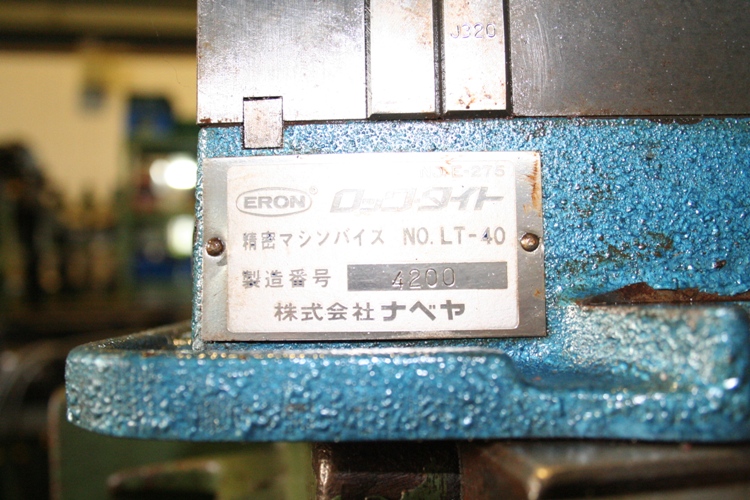 J320
ERON® ロック・タイト
精密マシンバイス NO. LT-40
製造番号 4200
株式会社 ナベヤ